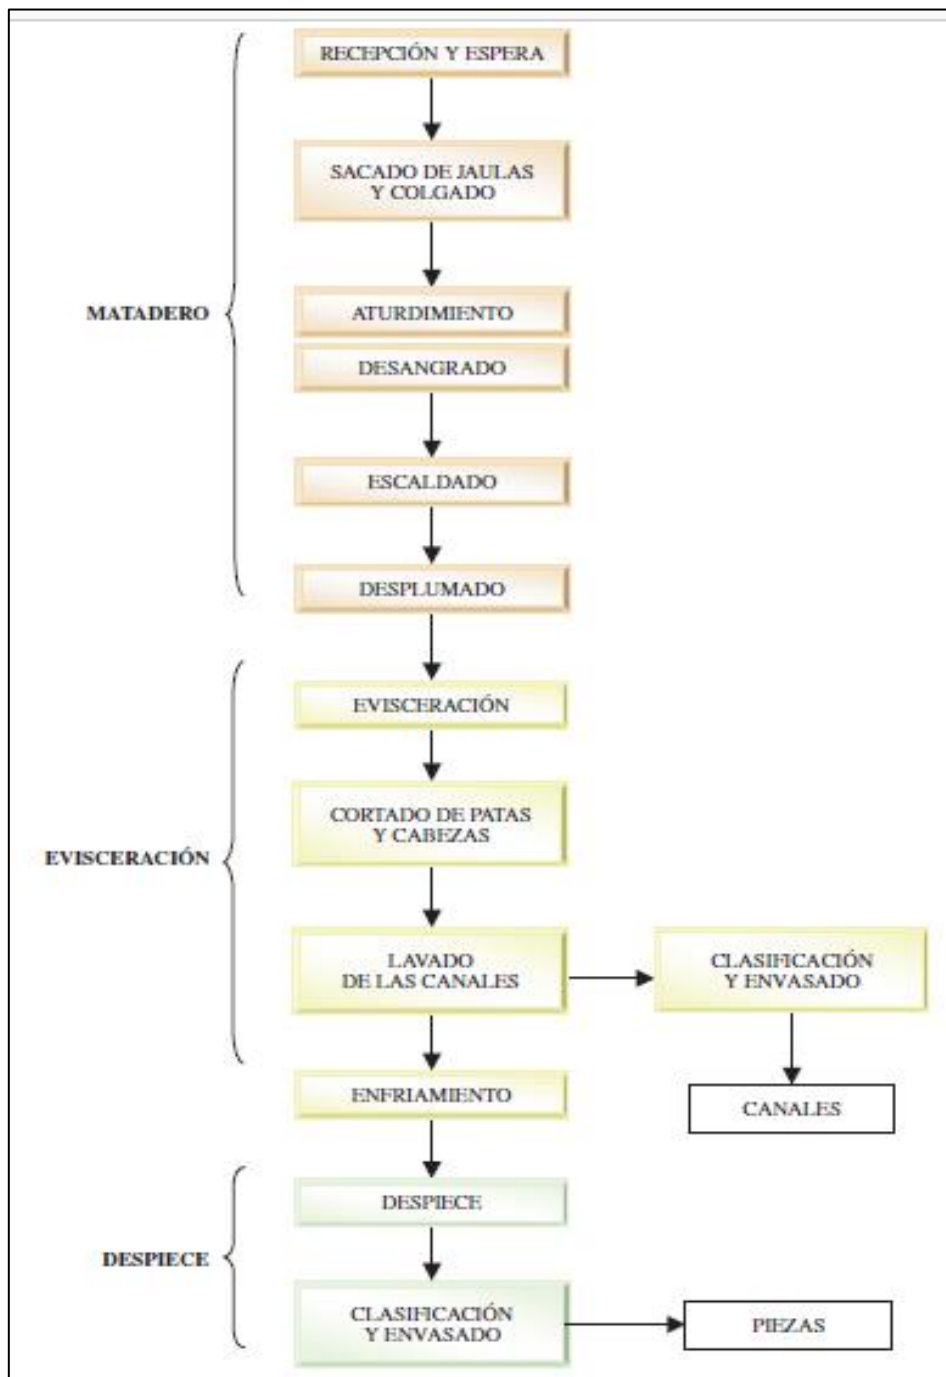 RECEPCIÓN Y ESPERA
SACADO DE JAULAS
Y COLGADO
MATADERO
ATURDIMIENTO
DESANGRADO
ESCALDADO
DESPLUMADO
EVISCERACIÓN
CORTADO DE PATAS
Y CABEZAS
EVISCERACIÓN
LAVADO
DE LAS CANALES
CLASIFICACIÓN
Y ENVASADO
ENFRIAMIENTO
CANALES
DESPIECE
DESPIECE
CLASIFICACIÓN
Y ENVASADO
PIEZAS